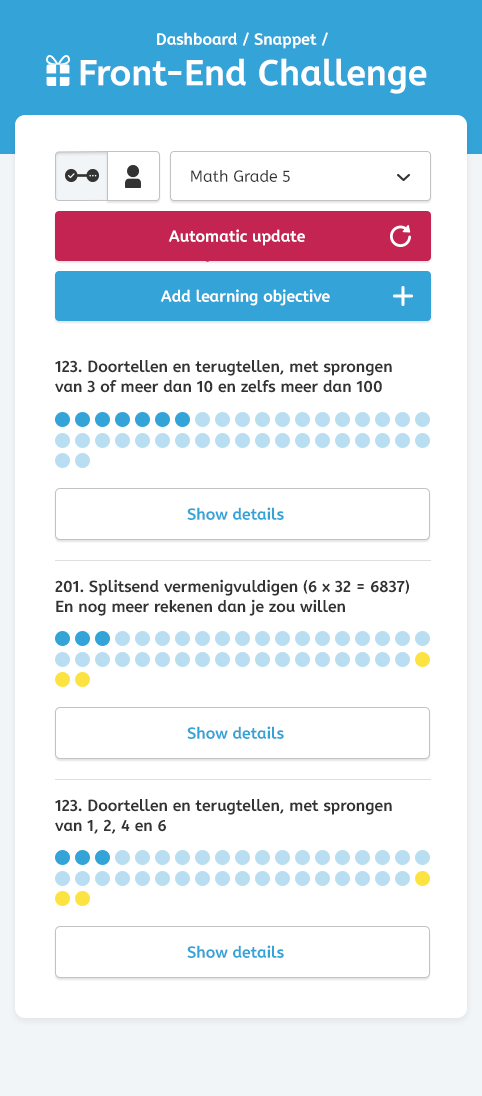 Dashboard / Snappet /
Front-End Challenge
Math Grade 5
Automatic update
Add learning objective
123. Doortellen en terugtellen, met sprongen
van 3 of meer dan 10 en zelfs meer dan 100
Show details
201. Splitsend vermenigvuldigen (6 x 32 = 6837)
En nog meer rekenen dan je zou willen
Show details
123. Doortellen en terugtellen, met sprongen
van 1, 2, 4 en 6
Show details